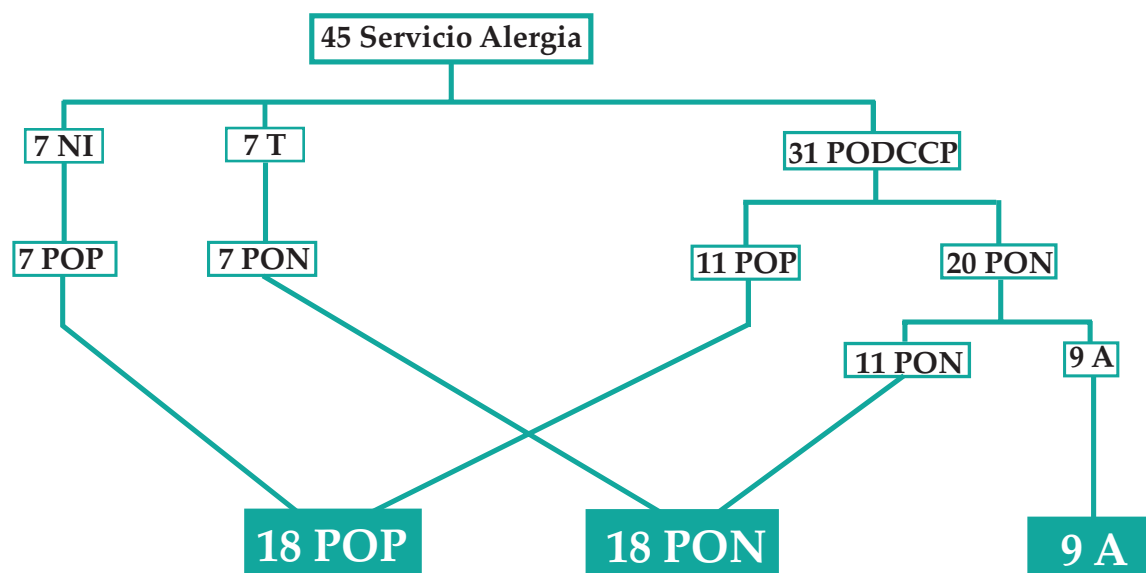 45 Servicio Alergia
7 NI
7 T
31 PODCCP
7 POP
7 PON
11 POP
20 PON
11 PON
9 A
18 POP
18 PON
9 A